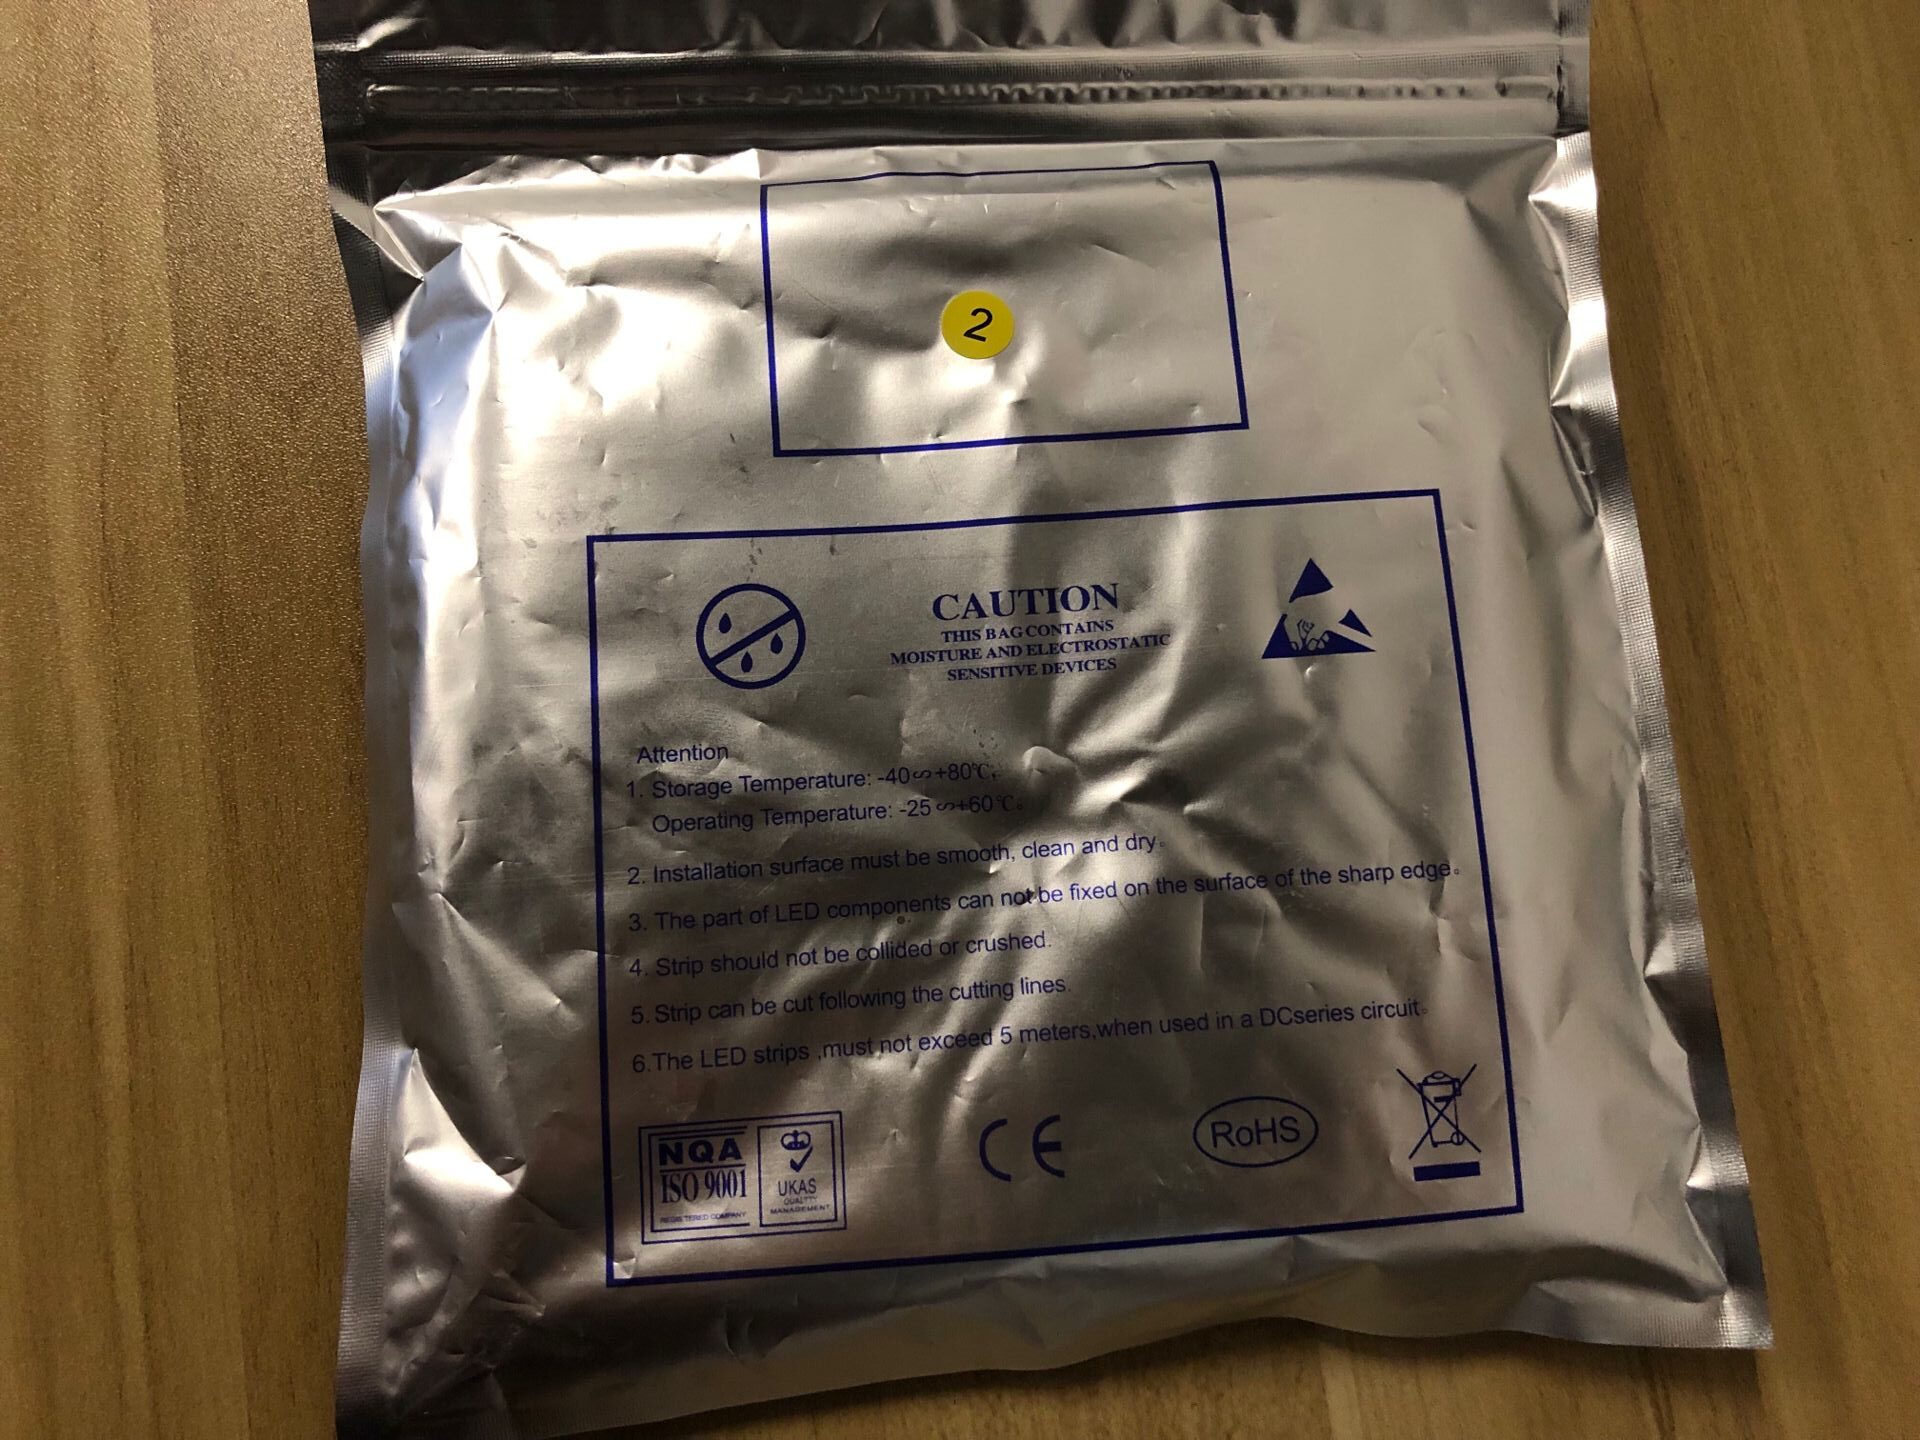 2
CAUTION
THIS BAG CONTAINS
MOISTURE AND ELECTROSTATIC
SENSITIVE DEVICES
Attention
1. Storage Temperature: -40∽+80℃,
Operating Temperature: -25∽+60℃。
2. Installation surface must be smooth, clean and dry。
3. The part of LED components can not be fixed on the surface of the sharp edge。
4. Strip should not be collided or crushed.
5. Strip can be cut following the cutting lines.
6.The LED strips ,must not exceed 5 meters,when used in a DCseries circuit。
NQA
ISO 9001
REGISTERED COMPANY
UKAS
QUALTTY
MANAGEMENT
CE
RoHS